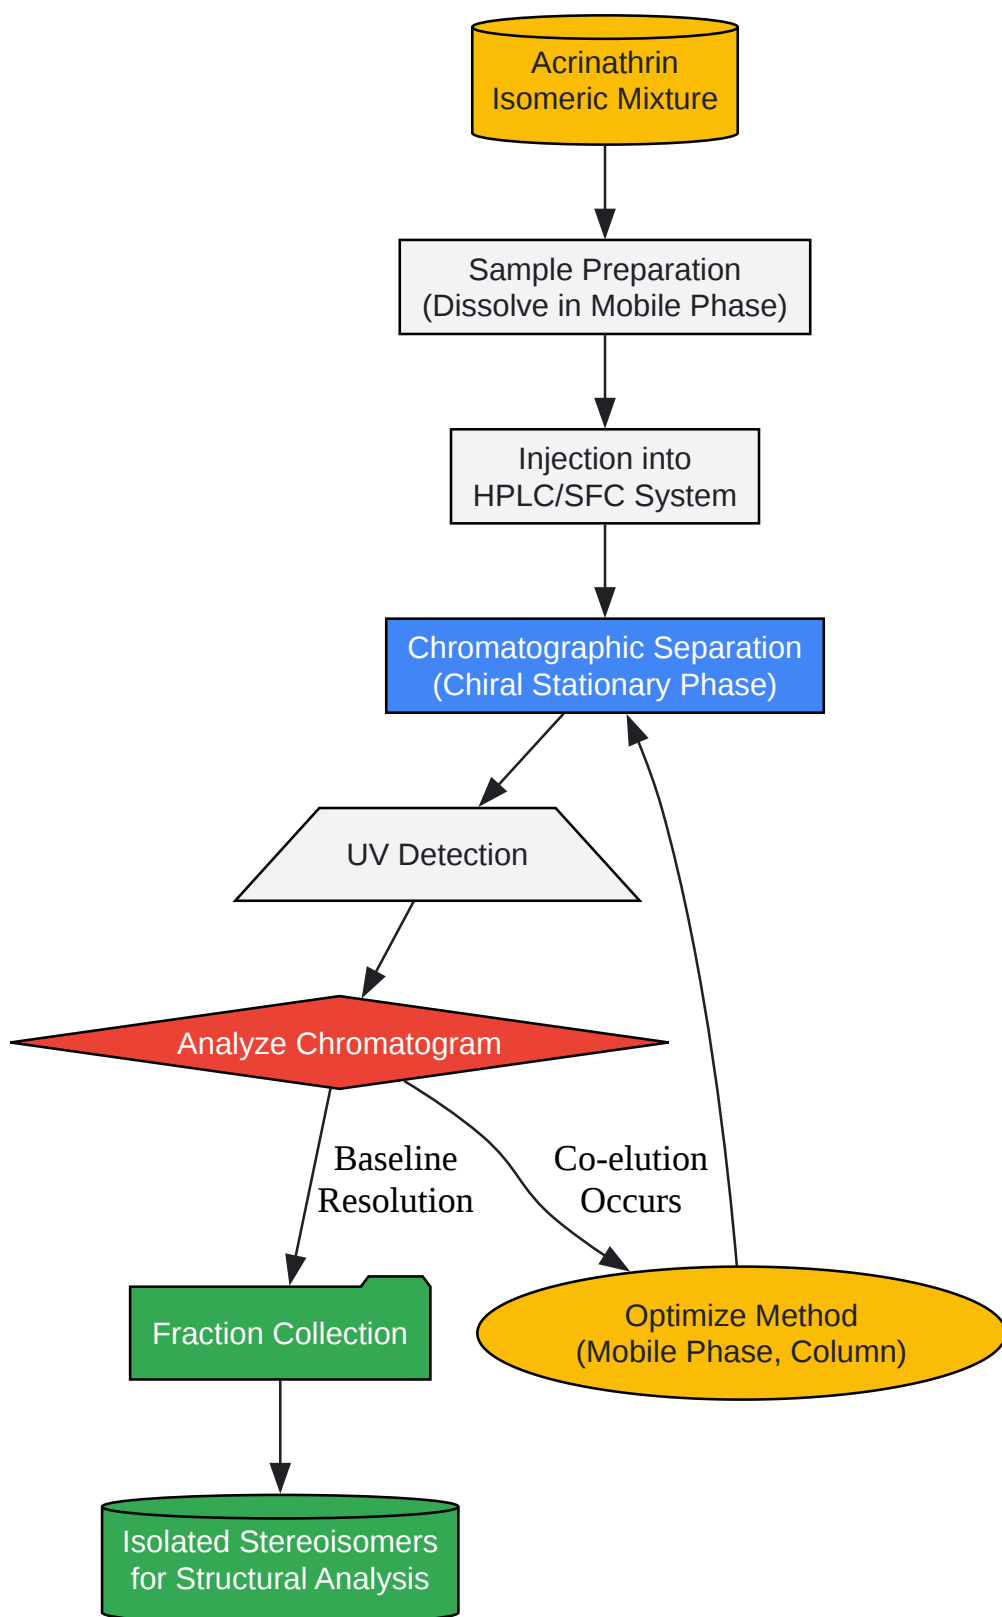 Acrinathrin
Isomeric Mixture
Sample Preparation
(Dissolve in Mobile Phase)
Injection into
HPLC/SFC System
Chromatographic Separation
(Chiral Stationary Phase)
UV Detection
Analyze Chromatogram
Baseline
Resolution
Co-elution
Occurs
Fraction Collection
Optimize Method
(Mobile Phase, Column)
Isolated Stereoisomers
for Structural Analysis